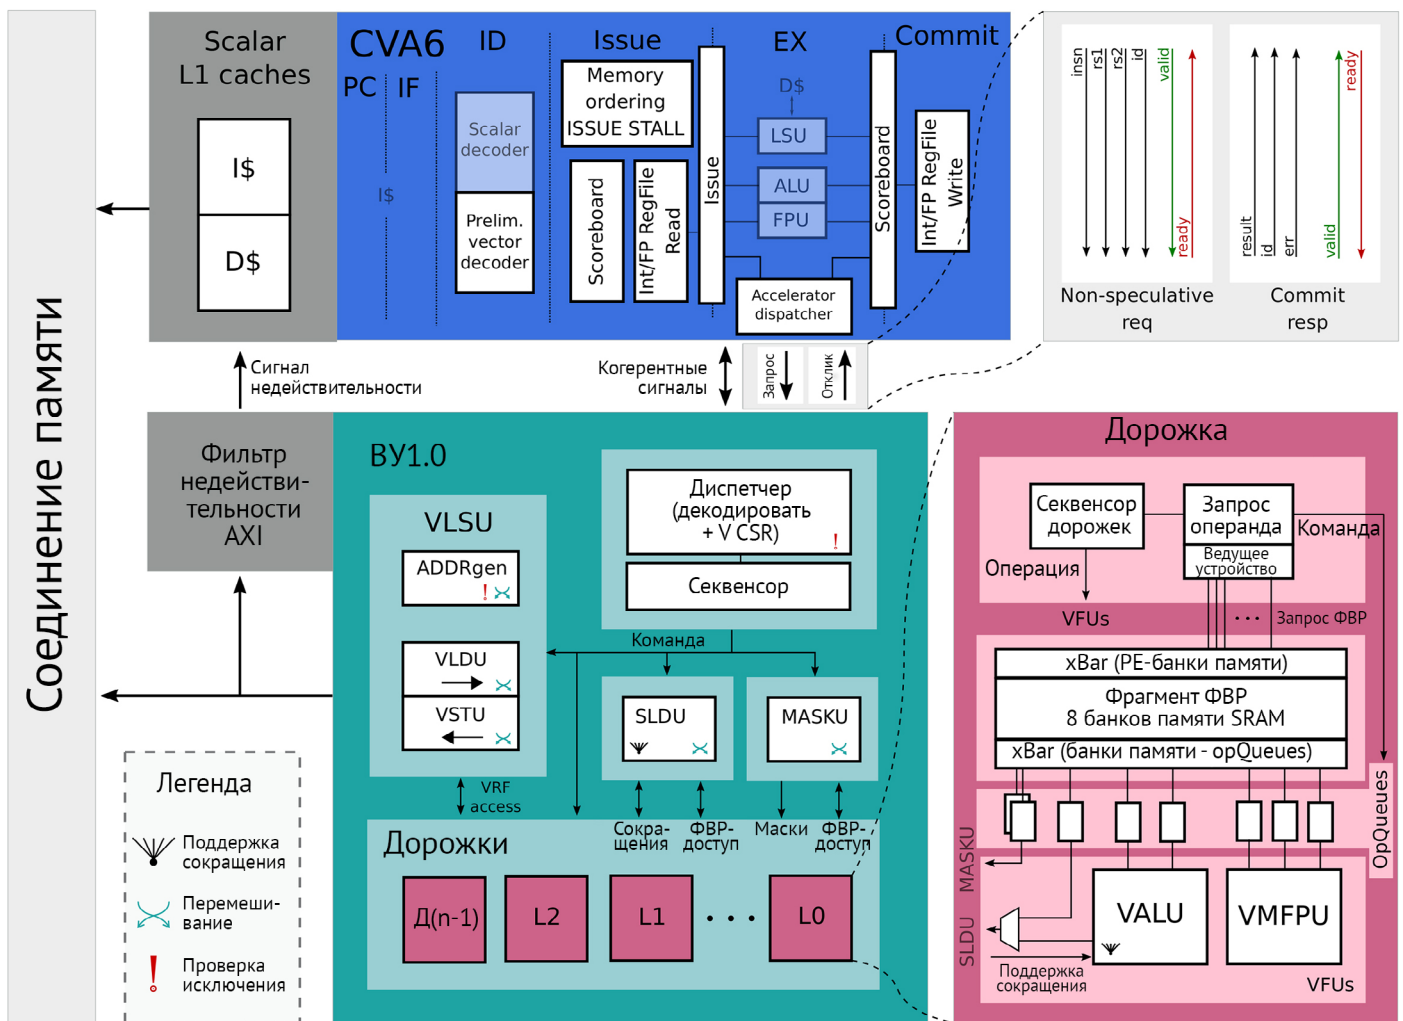 Соединение памяти
Scalar
L1 caches
I$
D$
CVA6
PC
IF
I$
ID
Scalar
decoder
Prelim.
vector
decoder
Issue
Memory
ordering
ISSUE STALL
Scoreboard
Int/FP RegFile
Read
Issue
EX
D$
LSU
ALU
FPU
Accelerator
dispatcher
Scoreboard
Commit
Int/FP RegFile
Write
insn
rs1
rs2
id
valid
ready
Non-speculative
req
result
id
err
valid
ready
Commit
resp
Сигнал
недействительности
Когерентные
сигналы
Запрос
Отклик
Фильтр
недействи-
тельности
AXI
ВУ1.0
VLSU
ADDRgen
!
VLDU
VSTU
Диспетчер
(декодировать
+ V CSR)
!
Секвенсор
Команда
SLDU
MASKU
VRF
access
Сокра-
щения
ФВР-
доступ
Маски
ФВР-
доступ
Дорожки
Д(n-1)
L2
L1
• • •
L0
Легенда
Поддержка
сокращения
Перемеши-
вание
! Проверка
исключения
Дорожка
Секвенсор
дорожек
Запрос
операнда
Ведущее
устройство
Команда
Операция
VFUs
• • •
Запрос ФВР
xBar (PE-банки памяти)
Фрагмент ФВР
8 банков памяти SRAM
xBar (банки памяти - opQueues)
OpQueues
MASKU
SLDU
VALU
VMFPU
Поддержка
сокращения
VFUs